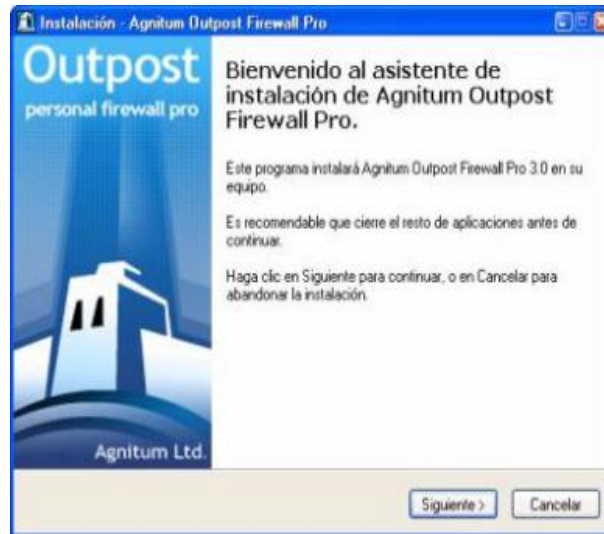 Instalación - Agnitum Outpost Firewall Pro
Outpost
personal firewall pro
Bienvenido al asistente de
instalación de Agnitum Outpost
Firewall Pro.
Este programa instalará Agnitum Outpost Firewall Pro 3.0 en su
equipo.
Es recomendable que cierre el resto de aplicaciones antes de
continuar.
Haga clic en Siguiente para continuar, o en Cancelar para
abandonar la instalación.
Agnitum Ltd.
Siguiente >
Cancelar